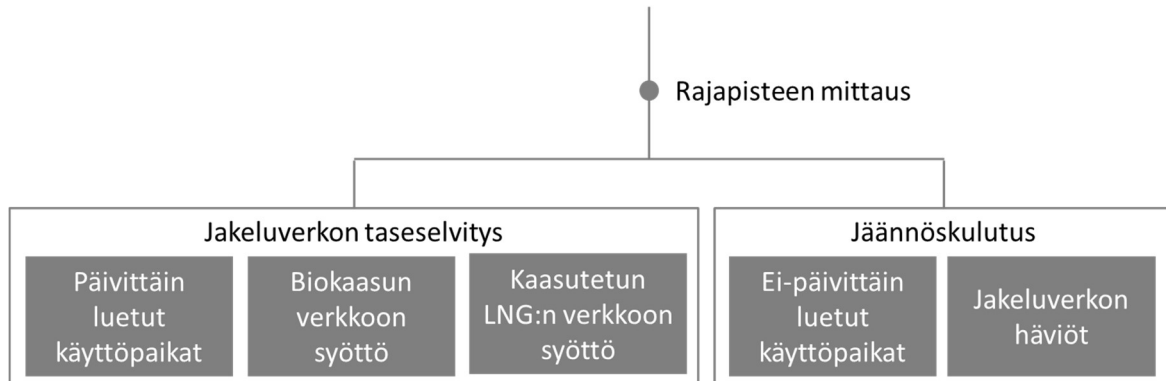 Rajapisteen mittaus
Jakeluverkon taseselvitys
Päivittäin
luetut
käyttöpaikat
Biokaasun
verkkoon
syöttö
Kaasutetun
LNG:n verkkoon
syöttö
Jäännöskulutus
Ei-päivittäin
luetut
käyttöpaikat
Jakeluverkon
häviöt